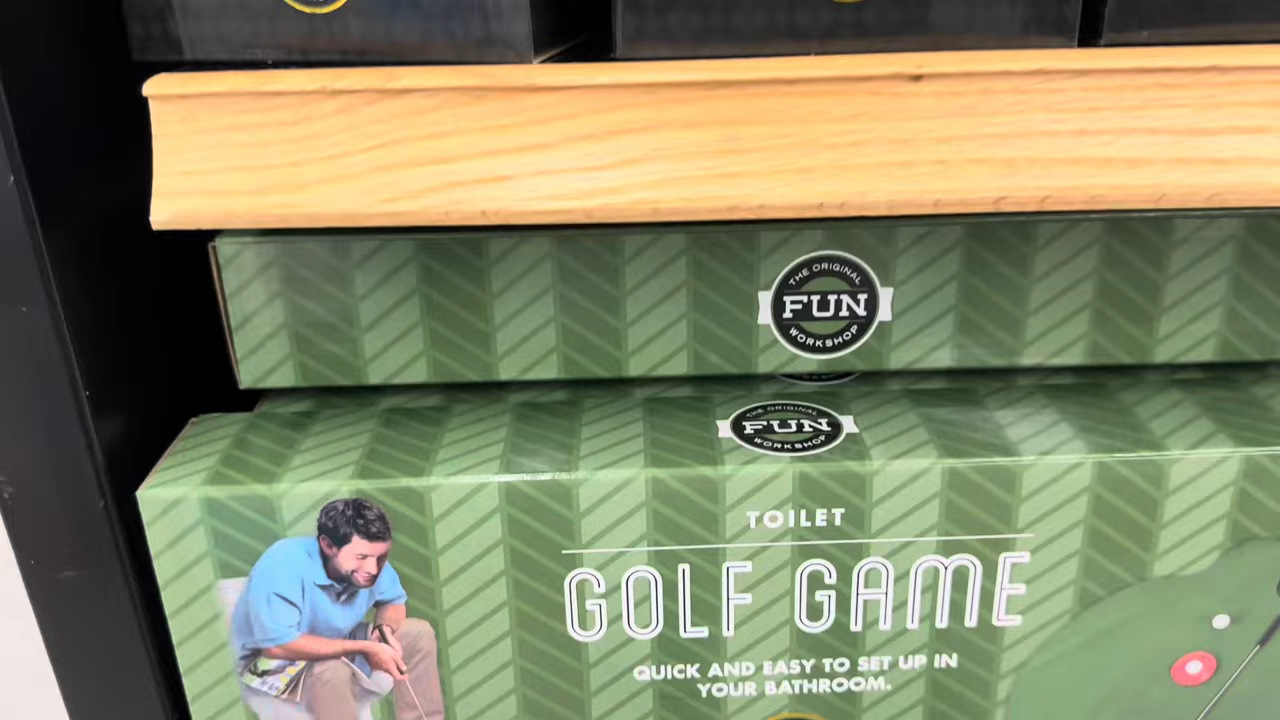 THE ORIGINAL
FUN
WORKSHOP
THE ORIGINAL
FUN
WORKSHOP
TOILET
GOLF GAME
QUICK AND EASY TO SET UP IN
YOUR BATHROOM.